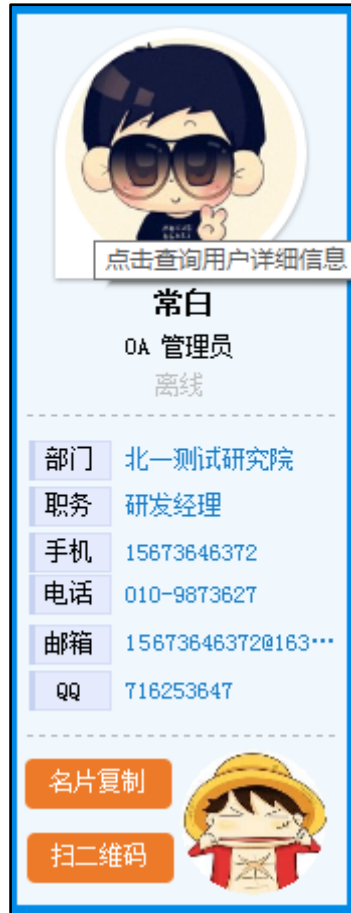 点击查询用户详细信息
常白
OA 管理员
离线
部门 北一测试研究院
职务 研发经理
手机 15673646372
电话 010-9873627
邮箱 15673646372@163…
QQ 716253647
名片复制
扫二维码